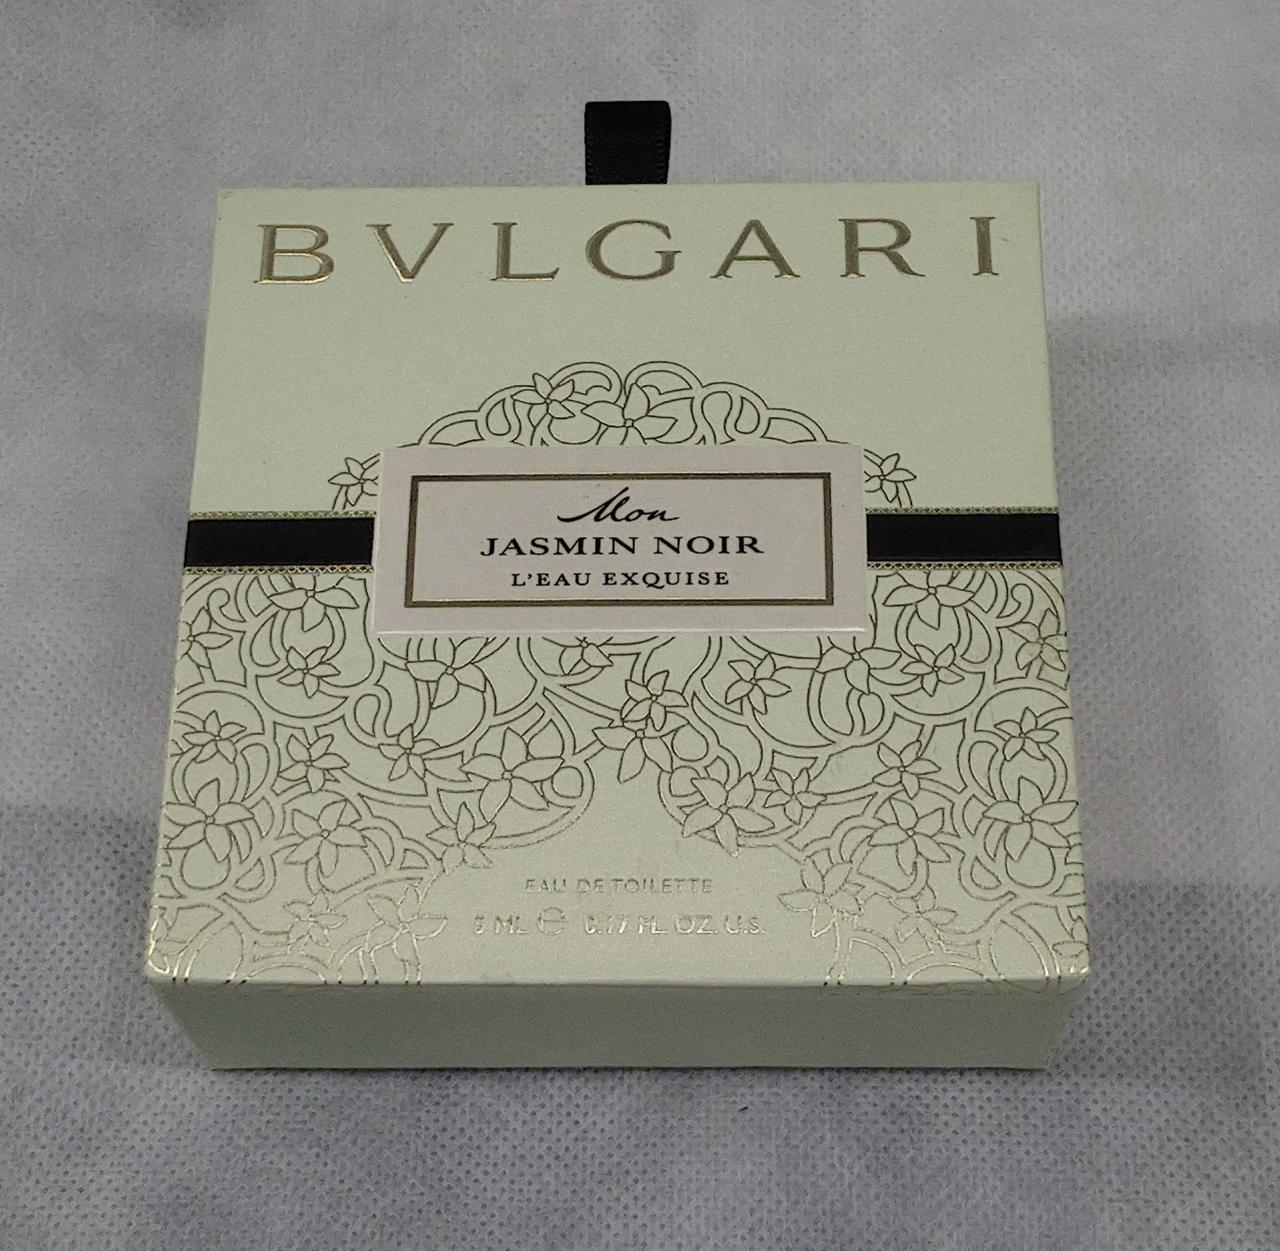 BVLGARI
Mon
JASMIN NOIR
L'EAU EXQUISE
EAU DE TOILETTE
5 ML ℮ 0.17 FL. OZ. U.S.